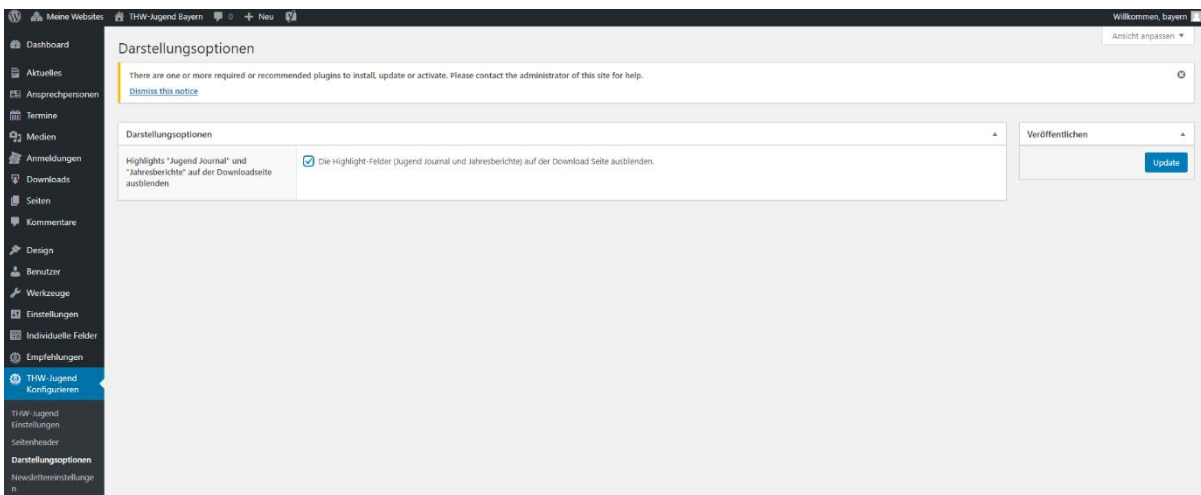 Meine Websites THW-Jugend Bayern 0 + Neu
Willkommen, bayern
Ansicht anpassen
Dashboard
Aktuelles
Ansprechpersonen
Termine
Medien
Anmeldungen
Downloads
Seiten
Kommentare
Design
Benutzer
Werkzeuge
Einstellungen
Individuelle Felder
Empfehlungen
THW-Jugend
Konfigurieren
THW-Jugend
Einstellungen
Seitenheader
Darstellungsoptionen
Newslettereinstellunge
n
Darstellungsoptionen
There are one or more required or recommended plugins to install, update or activate. Please contact the administrator of this site for help.
Dismiss this notice
Darstellungsoptionen
Highlights "Jugend Journal" und
"Jahresberichte" auf der Downloadseite
ausblenden
Die Highlight-Felder (Jugend Journal und Jahresberichte) auf der Download Seite ausblenden.
Veröffentlichen
Update